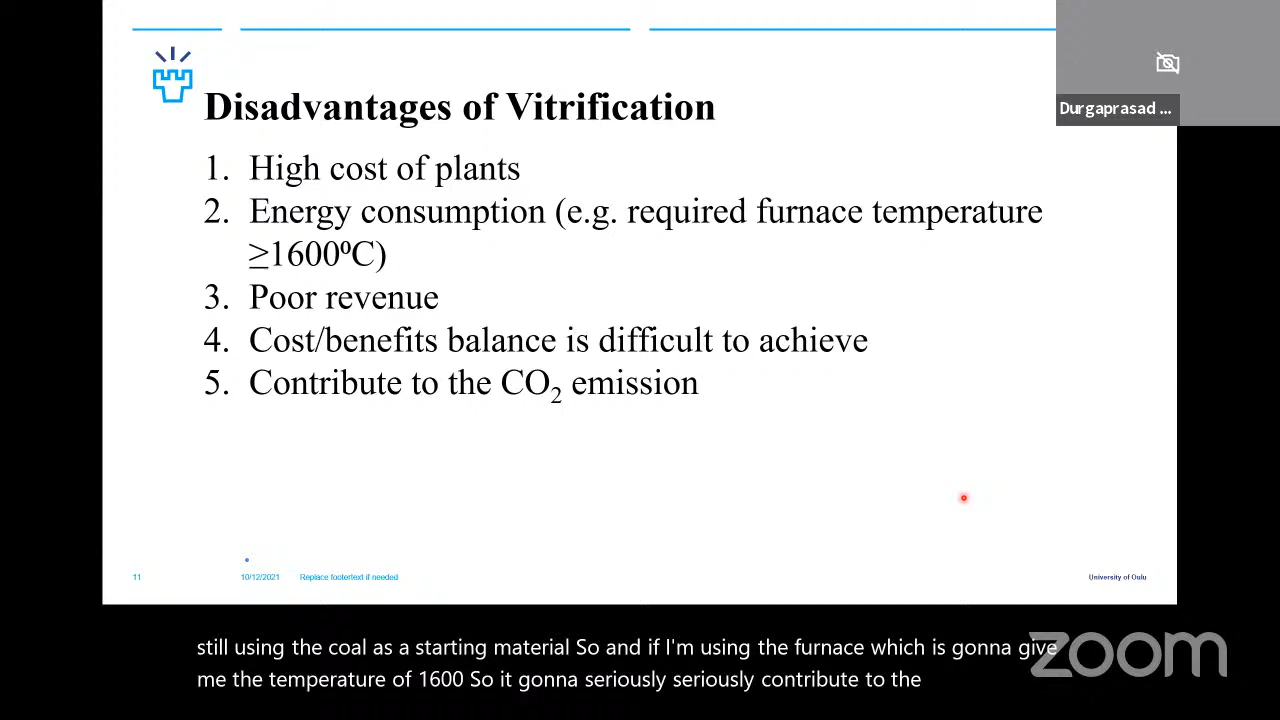 Disadvantages of Vitrification
Durgaprasad ...
1. High cost of plants
2. Energy consumption (e.g. required furnace temperature
≥1600⁰C)
3. Poor revenue
4. Cost/benefits balance is difficult to achieve
5. Contribute to the CO₂ emission
11 10/12/2021 Replace footertext if needed University of Oulu
still using the coal as a starting material So and if I'm using the furnace which is gonna give
me the temperature of 1600 So it gonna seriously seriously contribute to the
zoom